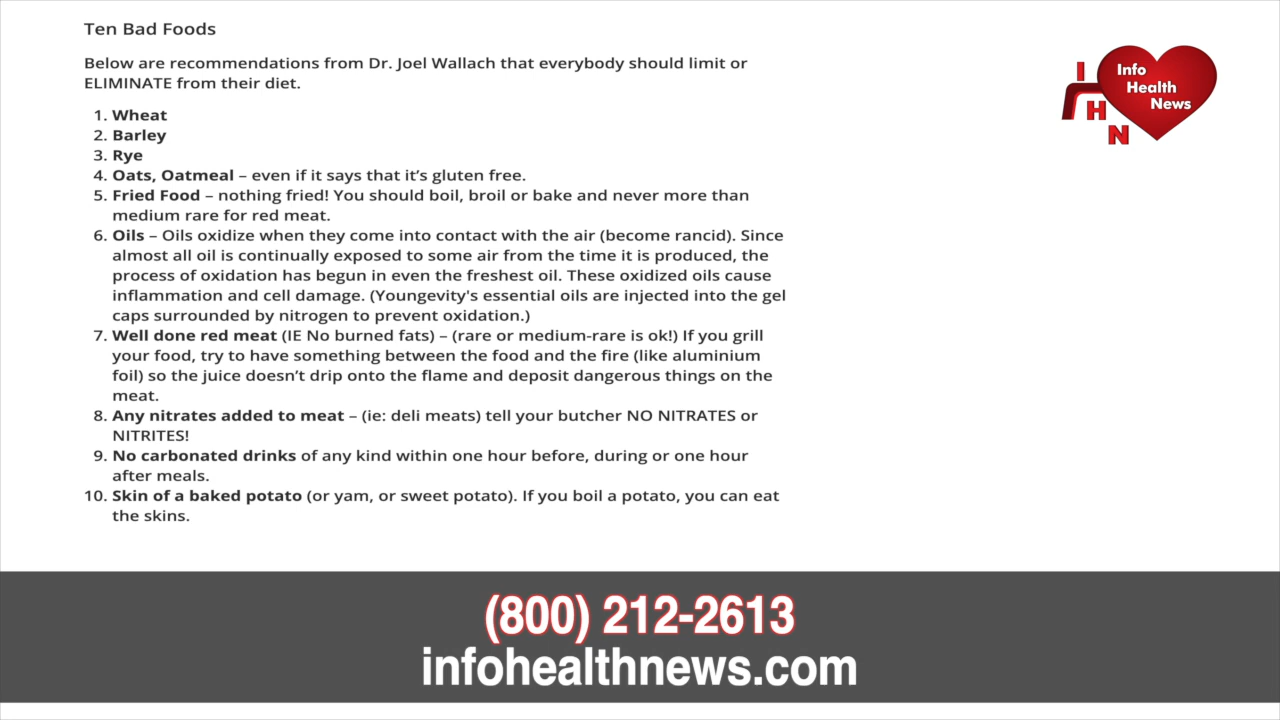 Ten Bad Foods
Below are recommendations from Dr. Joel Wallach that everybody should limit or
ELIMINATE from their diet.
1. Wheat
2. Barley
3. Rye
4. Oats, Oatmeal – even if it says that it’s gluten free.
5. Fried Food – nothing fried! You should boil, broil or bake and never more than
medium rare for red meat.
6. Oils – Oils oxidize when they come into contact with the air (become rancid). Since
almost all oil is continually exposed to some air from the time it is produced, the
process of oxidation has begun in even the freshest oil. These oxidized oils cause
inflammation and cell damage. (Youngevity's essential oils are injected into the gel
caps surrounded by nitrogen to prevent oxidation.)
7. Well done red meat (IE No burned fats) – (rare or medium-rare is ok!) If you grill
your food, try to have something between the food and the fire (like aluminium
foil) so the juice doesn’t drip onto the flame and deposit dangerous things on the
meat.
8. Any nitrates added to meat – (ie: deli meats) tell your butcher NO NITRATES or
NITRITES!
9. No carbonated drinks of any kind within one hour before, during or one hour
after meals.
10. Skin of a baked potato (or yam, or sweet potato). If you boil a potato, you can eat
the skins.
I
H
N
Info
Health
News
(800) 212-2613
infohealthnews.com